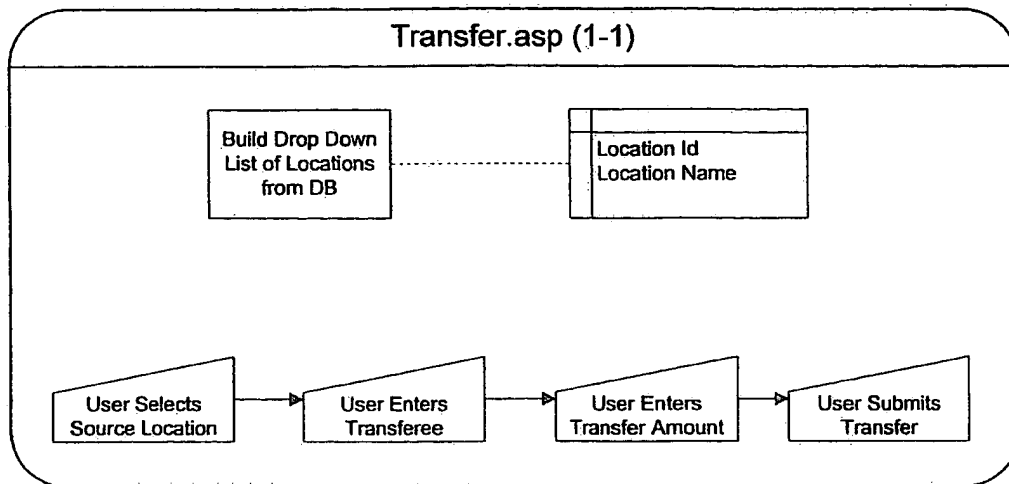 Transfer.asp (1-1)
Build Drop Down
List of Locations
from DB
Location Id
Location Name
User Selects
Source Location
User Enters
Transferee
User Enters
Transfer Amount
User Submits
Transfer